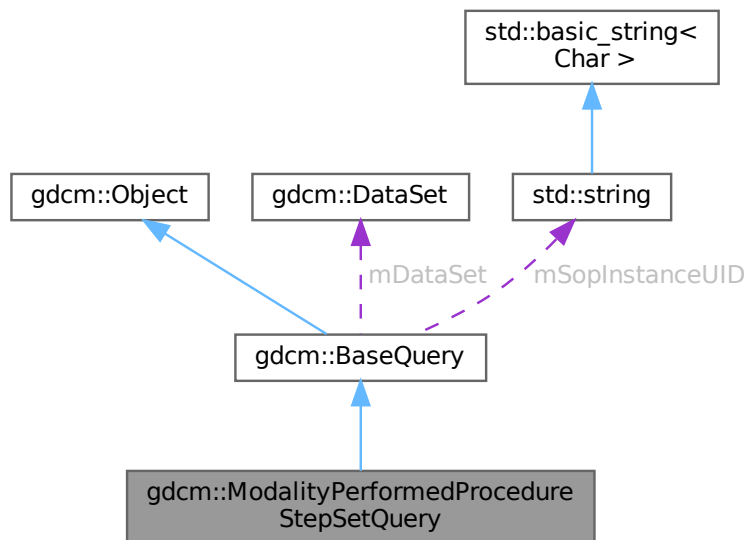 std::basic_string<
Char >
gdcm::Object
gdcm::DataSet
std::string
mDataSet
mSopInstanceUID
gdcm::BaseQuery
gdcm::ModalityPerformedProcedure
StepSetQuery